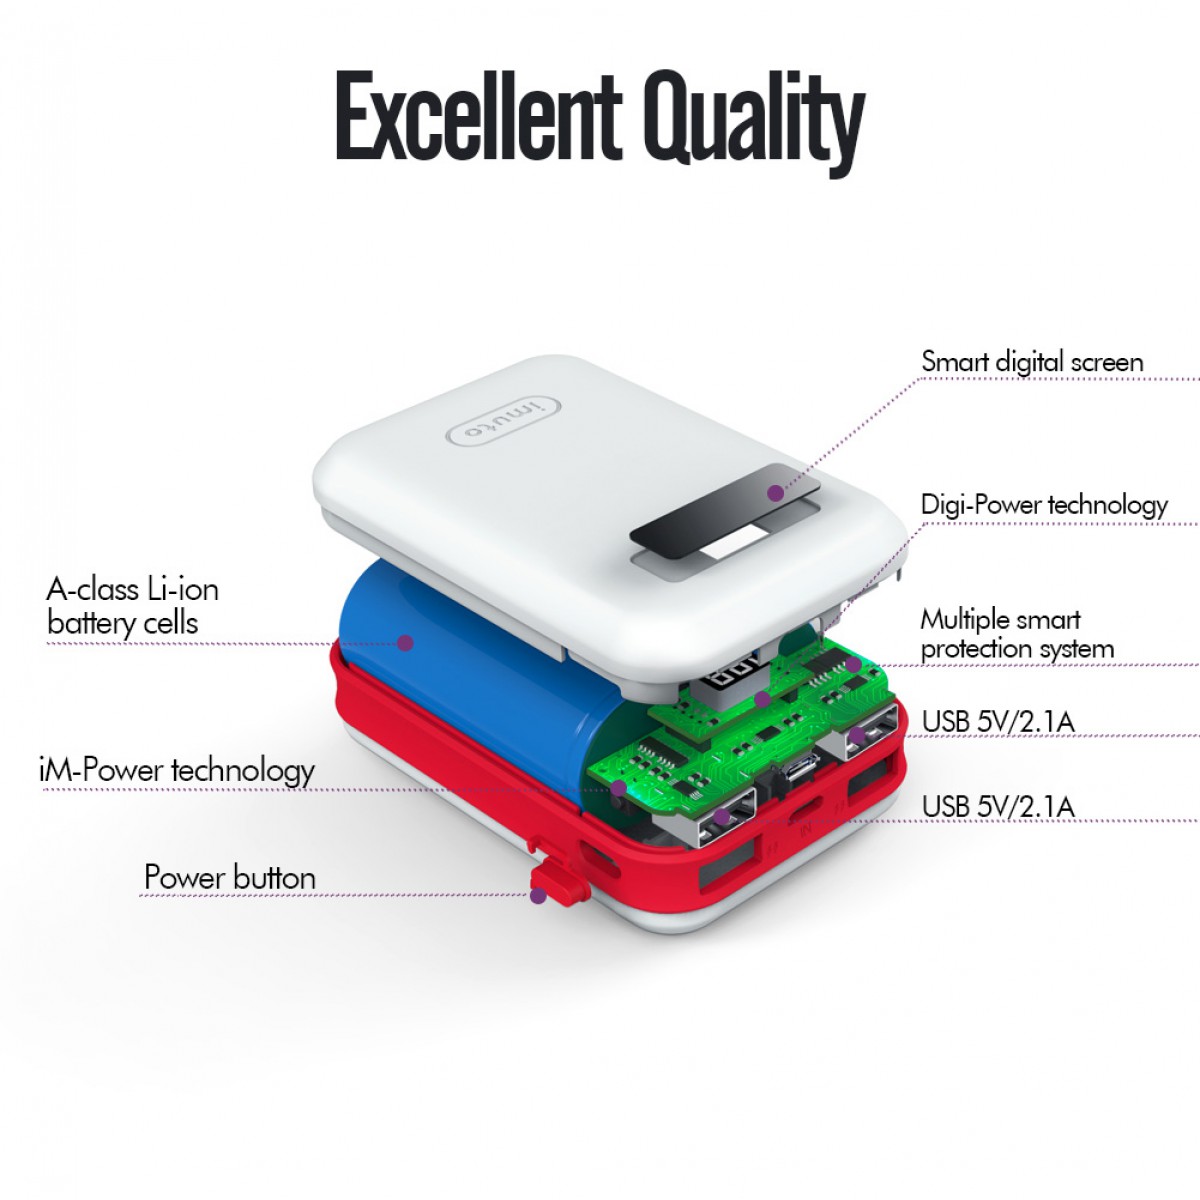 Excellent Quality
Smart digital screen
imuto
Digi-Power technology
A-class Li-ion
battery cells
Multiple smart
protection system
USB 5V/2.1A
iM-Power technology
USB 5V/2.1A
IN
Power button